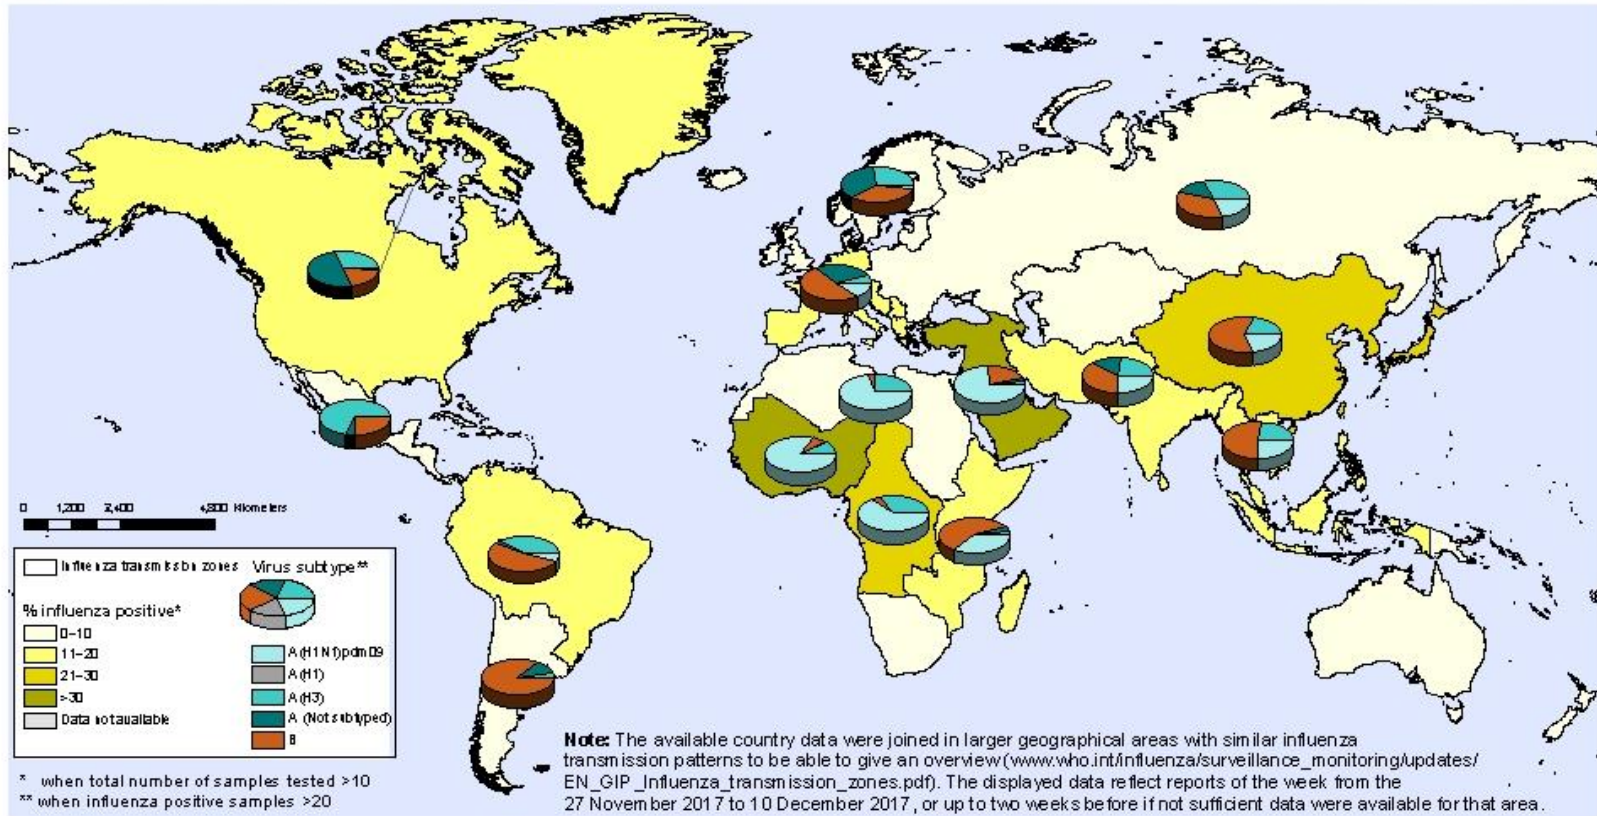 0 1,200 2,400 4,800 Kilometers
Influenza transmission zones
Virus subtype**
% influenza positive*
0–10
11–20
21–30
>30
Data not available
A(H1N1)pdm09
A(H1)
A(H3)
A (Not subtyped)
B
* when total number of samples tested >10
** when influenza positive samples >20
Note: The available country data were joined in larger geographical areas with similar influenza
transmission patterns to be able to give an overview (www.who.int/influenza/surveillance_monitoring/updates/
EN_GIP_Influenza_transmission_zones.pdf). The displayed data reflect reports of the week from the
27 November 2017 to 10 December 2017, or up to two weeks before if not sufficient data were available for that area.